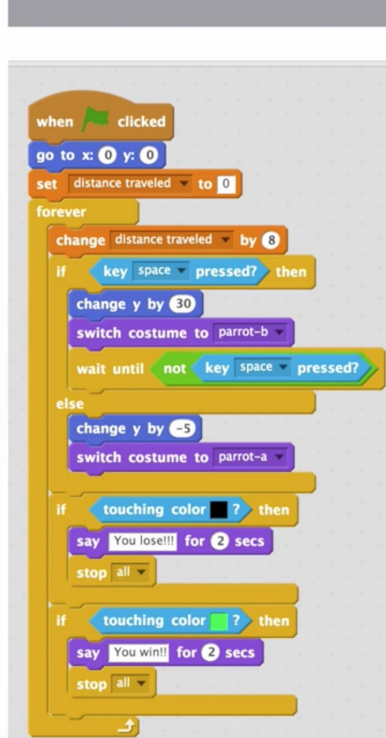 when clicked
go to x: 0 y: 0
set distance traveled to 0
forever
change distance traveled by 8
if key space pressed? then
change y by 30
switch costume to parrot-b
wait until not key space pressed?
else
change y by -5
switch costume to parrot-a
if touching color ? then
say You lose!!! for 2 secs
stop all
if touching color ? then
say You win!! for 2 secs
stop all